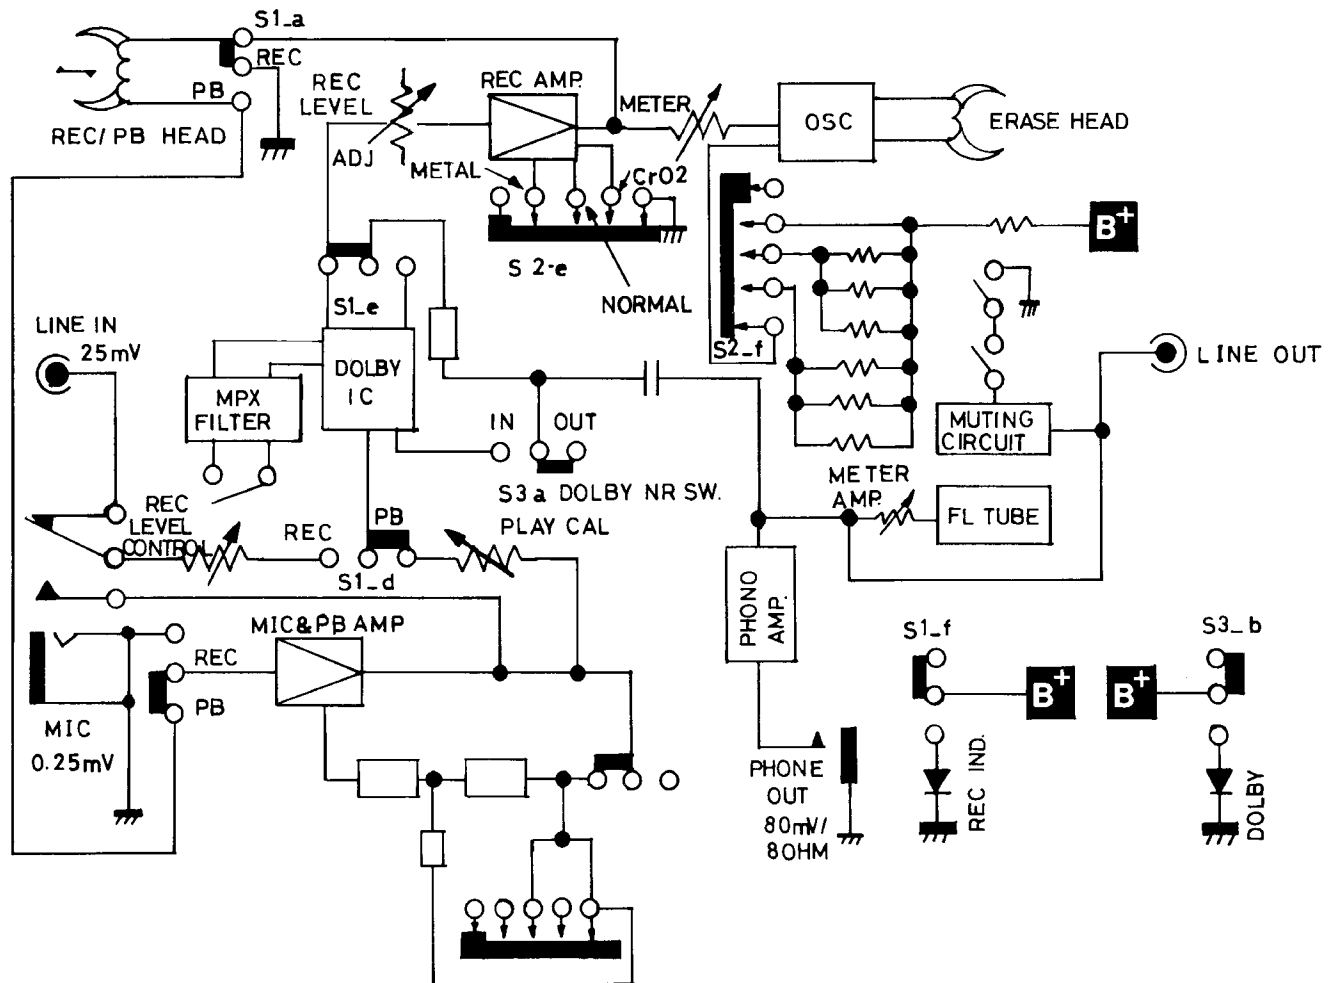 S1_a
REC
PB
REC/PB HEAD
REC
LEVEL
ADJ
REC AMP.
METER
METAL
CrO2
OSC
ERASE HEAD
S2-e
NORMAL
B+
S2_f
S1_e
LINE IN
25mV
MPX
FILTER
DOLBY
IC
IN
OUT
S3a DOLBY NR SW.
LINE OUT
MUTING
CIRCUIT
METER
AMP.
FL TUBE
REC
LEVEL
CONTROL
REC
PB
PLAY CAL
S1_d
MIC&PB AMP
REC
PB
MIC
0.25mV
PHONO
AMP.
PHONE
OUT
80mV/
8OHM
S1_f
B+
REC IND.
S3_b
B+
DOLBY